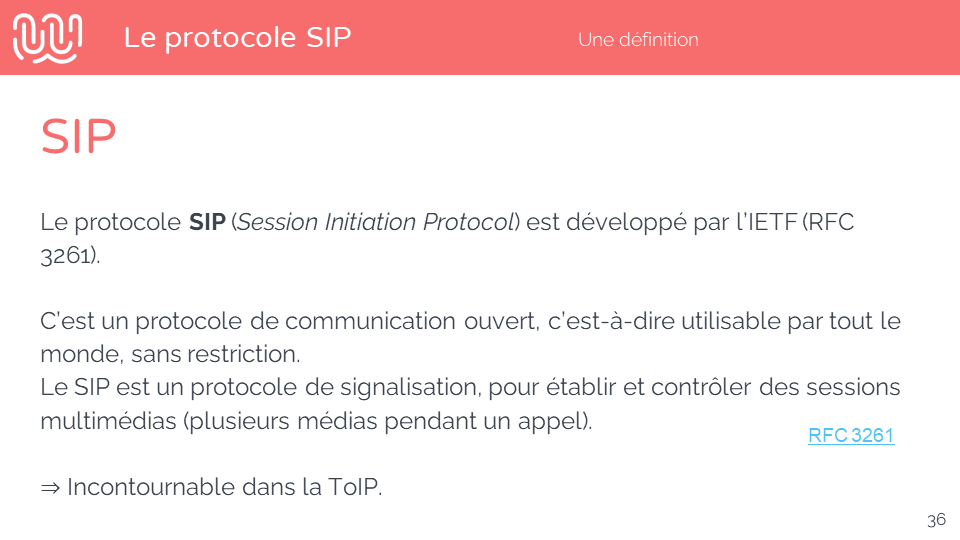 Le protocole SIP
Une définition
SIP
Le protocole SIP (Session Initiation Protocol) est développé par l’IETF (RFC
3261).
C’est un protocole de communication ouvert, c’est-à-dire utilisable par tout le
monde, sans restriction.
Le SIP est un protocole de signalisation, pour établir et contrôler des sessions
multimédias (plusieurs médias pendant un appel).
RFC 3261
⇒ Incontournable dans la ToIP.
36